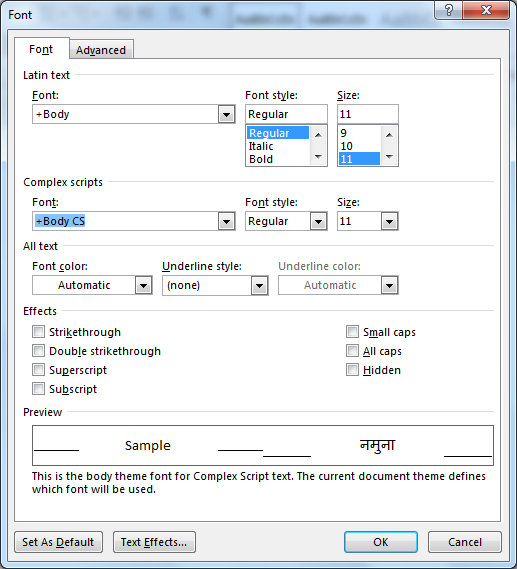 Font
Font Advanced
Latin text
Font: Font style: Size:
+Body Regular 11
Regular 9
Italic 10
Bold 11
Complex scripts
Font: Font style: Size:
+Body CS Regular 11
All text
Font color: Underline style: Underline color:
Automatic (none) Automatic
Effects
Strikethrough Small caps
Double strikethrough All caps
Superscript Hidden
Subscript
Preview
Sample नमुना
This is the body theme font for Complex Script text. The current document theme defines
which font will be used.
Set As Default Text Effects... OK Cancel